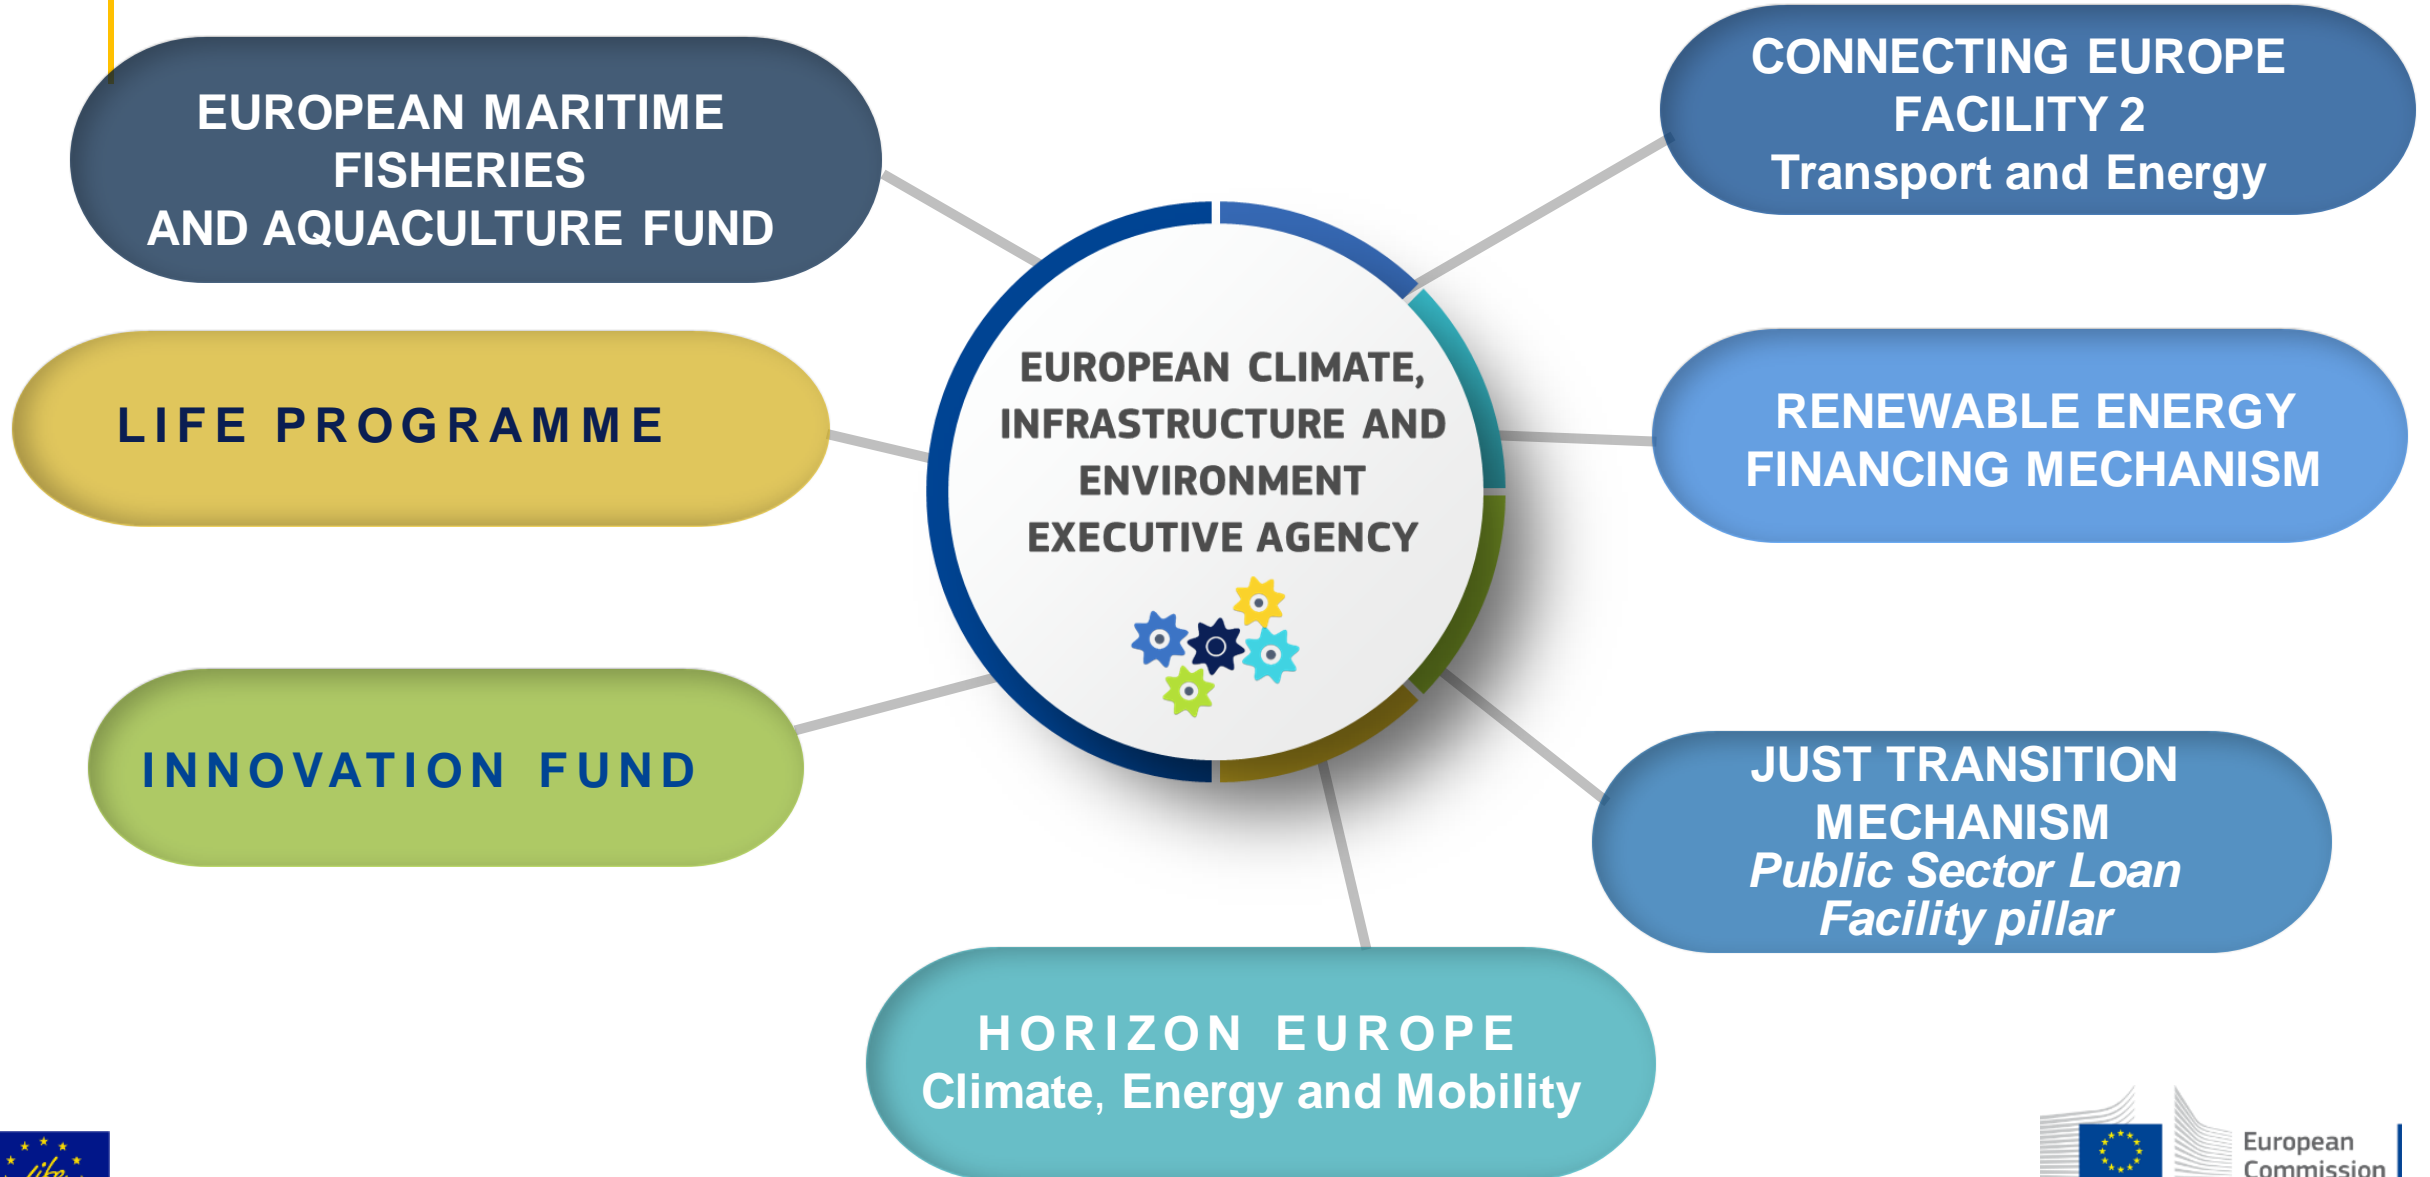 EUROPEAN MARITIME
FISHERIES
AND AQUACULTURE FUND
CONNECTING EUROPE
FACILITY 2
Transport and Energy
LIFE PROGRAMME
EUROPEAN CLIMATE,
INFRASTRUCTURE AND
ENVIRONMENT
EXECUTIVE AGENCY
RENEWABLE ENERGY
FINANCING MECHANISM
INNOVATION FUND
JUST TRANSITION
MECHANISM
Public Sector Loan
Facility pillar
HORIZON EUROPE
Climate, Energy and Mobility
Life
European
Commission